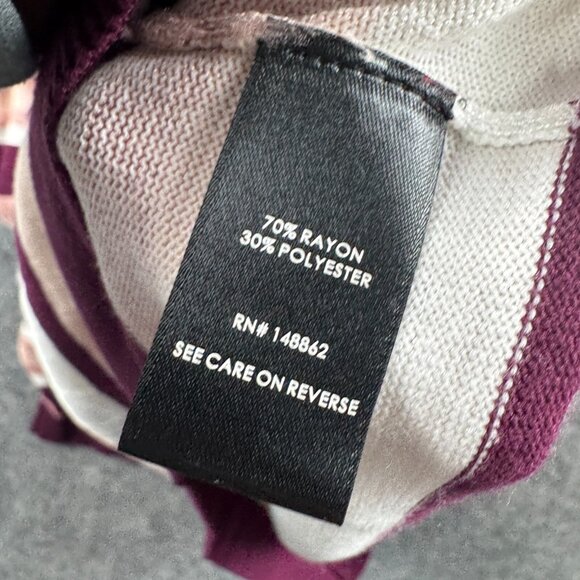 70% RAYON
30% POLYESTER
RN# 148862
SEE CARE ON REVERSE